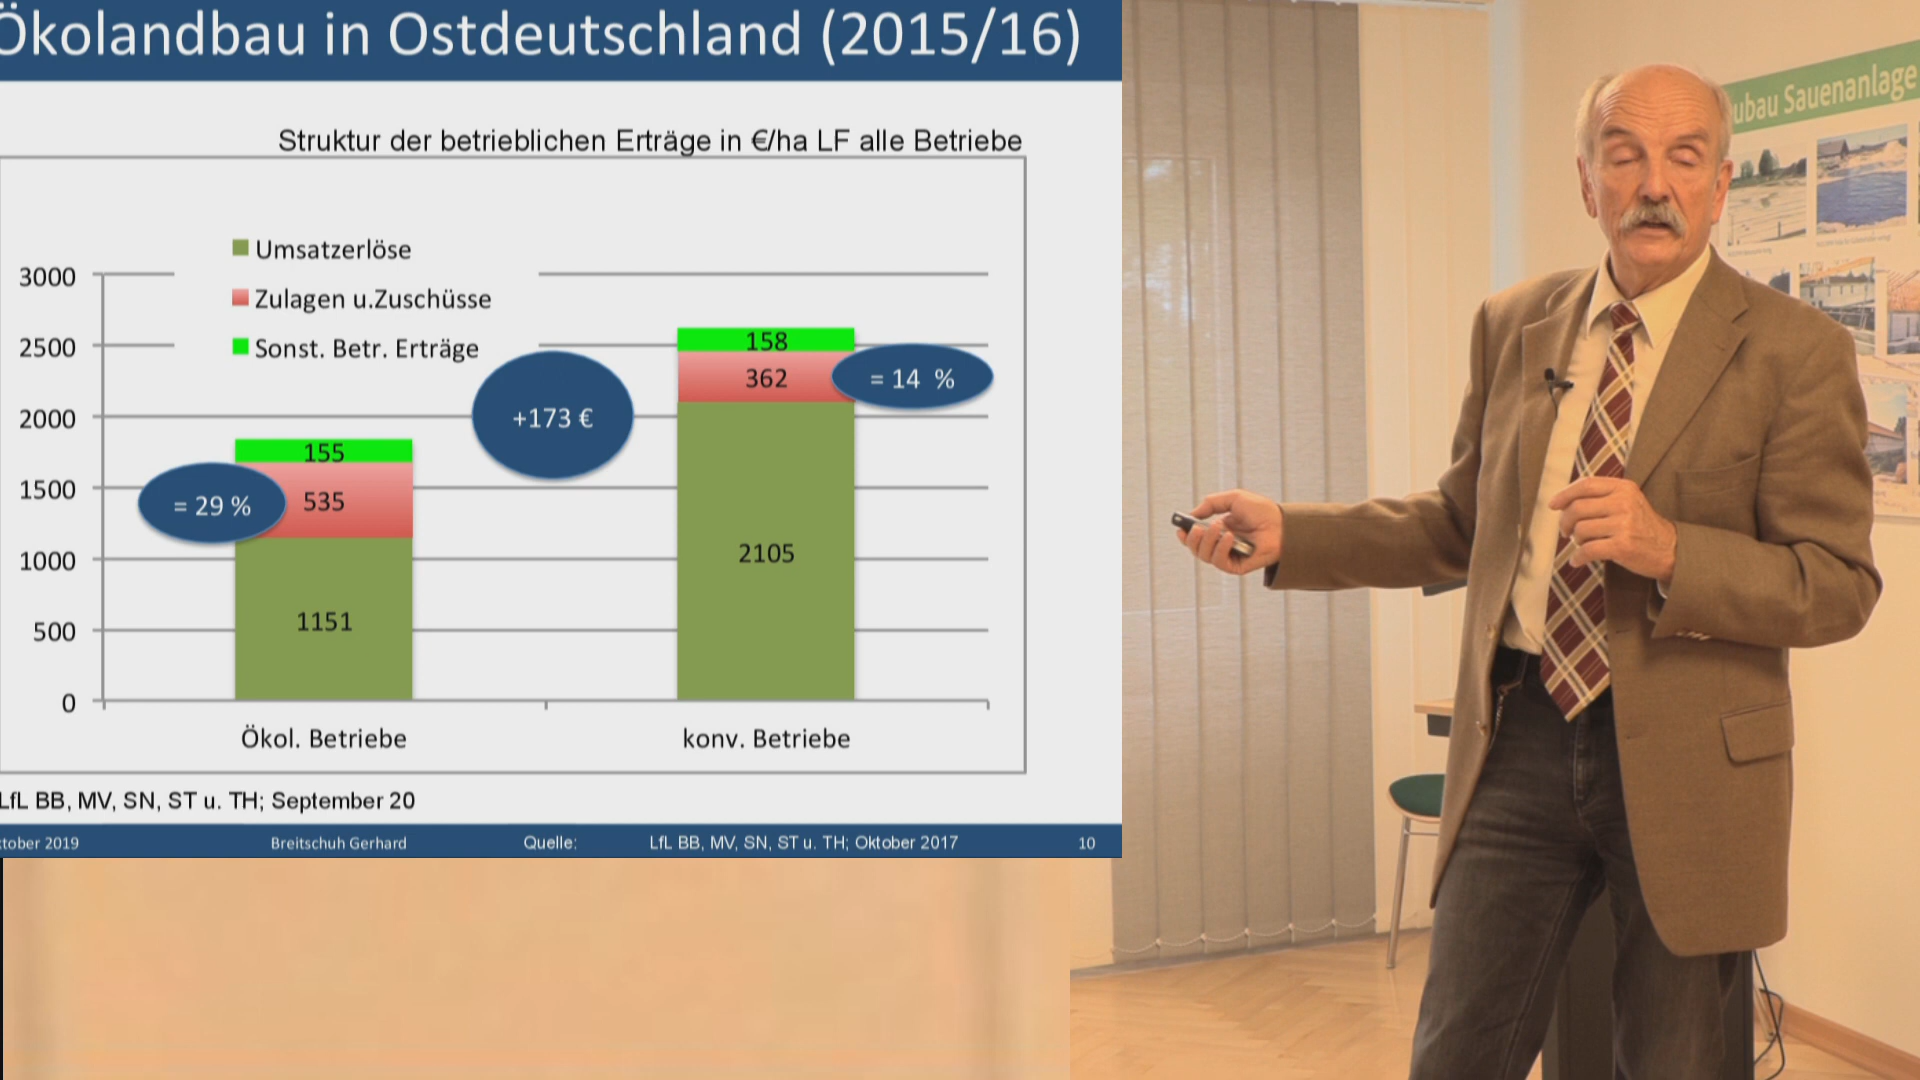 Ökolandbau in Ostdeutschland (2015/16)
Struktur der betrieblichen Erträge in €/ha LF alle Betriebe
Umsatzerlöse
Zulagen u.Zuschüsse
Sonst. Betr. Erträge
3000
2500
2000
1500
1000
500
0
155
535
1151
= 29 %
+173 €
158
362
2105
= 14 %
Ökol. Betriebe
konv. Betriebe
LfL BB, MV, SN, ST u. TH; September 20
tober 2019
Breitschuh Gerhard
Quelle:
LfL BB, MV, SN, ST u. TH; Oktober 2017
10
ubau Sauenanlage